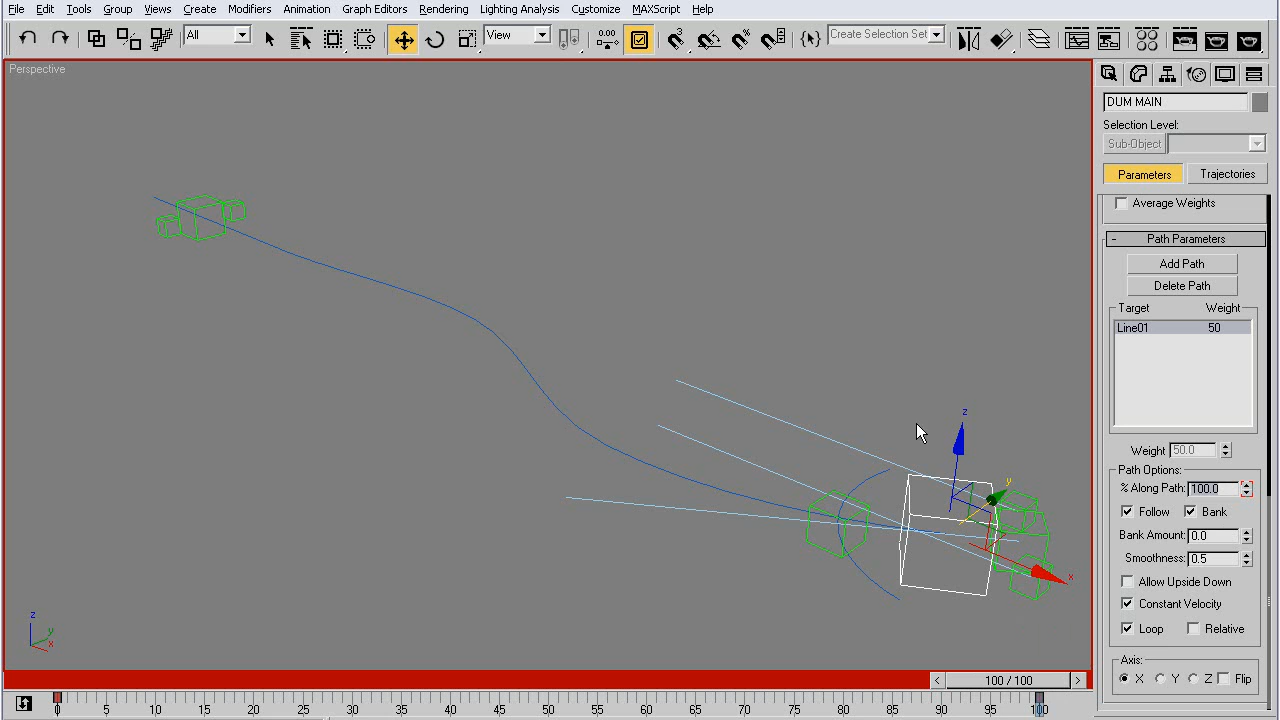 File Edit Tools Group Views Create Modifiers Animation Graph Editors Rendering Lighting Analysis Customize MAXScript Help
All View 0.00 3 Create Selection Set
Perspective
DUM MAIN
Selection Level:
Sub-Object
Parameters Trajectories
Average Weights
- Path Parameters
Add Path
Delete Path
Target Weight
Line01 50
Weight 50.0
Path Options:
% Along Path: 100.0
Follow Bank
Bank Amount: 0.0
Smoothness: 0.5
Allow Upside Down
Constant Velocity
Loop Relative
Axis:
X Y Z Flip
z
y
x
z
y
x
< 100 / 100 >
0 5 10 15 20 25 30 35 40 45 50 55 60 65 70 75 80 85 90 95 100